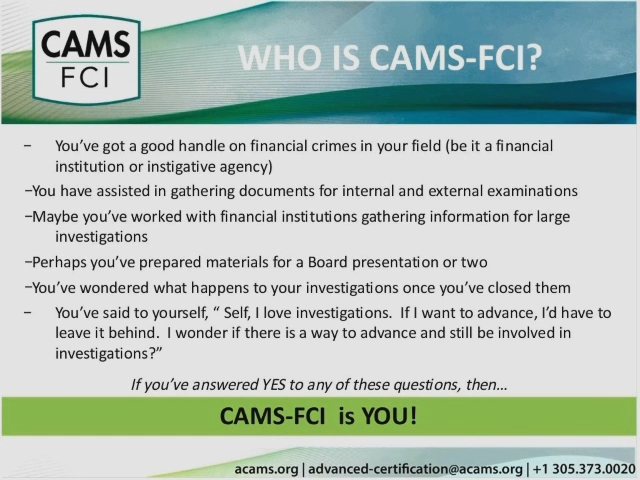 CAMS
FCI
WHO IS CAMS-FCI?
– You’ve got a good handle on financial crimes in your field (be it a financial
institution or instigative agency)
–You have assisted in gathering documents for internal and external examinations
–Maybe you’ve worked with financial institutions gathering information for large
investigations
–Perhaps you’ve prepared materials for a Board presentation or two
–You’ve wondered what happens to your investigations once you’ve closed them
– You’ve said to yourself, “ Self, I love investigations. If I want to advance, I’d have to
leave it behind. I wonder if there is a way to advance and still be involved in
investigations?”
If you’ve answered YES to any of these questions, then…
CAMS-FCI is YOU!
acams.org | advanced-certification@acams.org | +1 305.373.0020